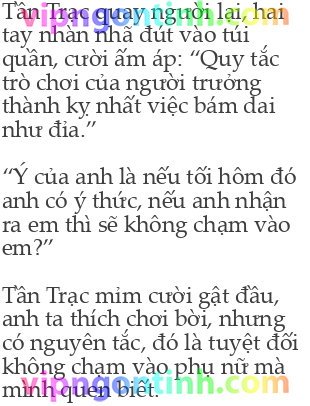 Tần Trạc quay người lại, hai
tay nhàn nhã đút vào túi
quần, cười ấm áp: “Quy tắc
trò chơi của người trưởng
thành kỵ nhất việc bám dai
như đỉa.”
“Ý của anh là nếu tối hôm đó
anh có ý thức, nếu anh nhận
ra em thì sẽ không chạm vào
em?”
Tần Trạc mỉm cười gật đầu,
anh ta thích chơi bời, nhưng
có nguyên tắc, đó là tuyệt đối
không chạm vào phụ nữ mà
mình quen biết.
vipngontinh.com
vipngontinh.com